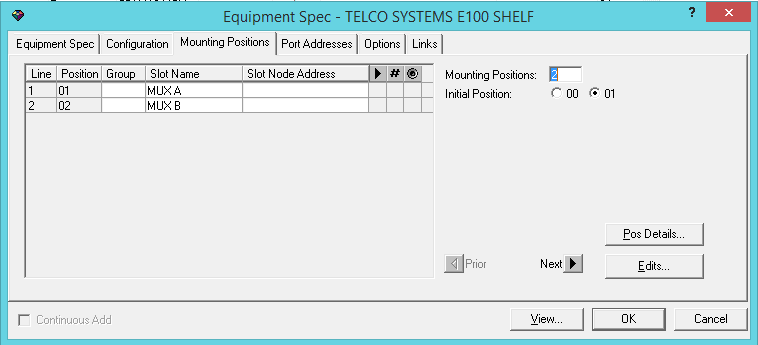 Equipment Spec - TELCO SYSTEMS E100 SHELF
?
Equipment Spec Configuration Mounting Positions Port Addresses Options Links
Line Position Group Slot Name Slot Node Address #
1 01 MUX A
2 02 MUX B
Mounting Positions: 2
Initial Position: 00 01
Pos Details...
Prior Next Edits...
Continuous Add View... OK Cancel